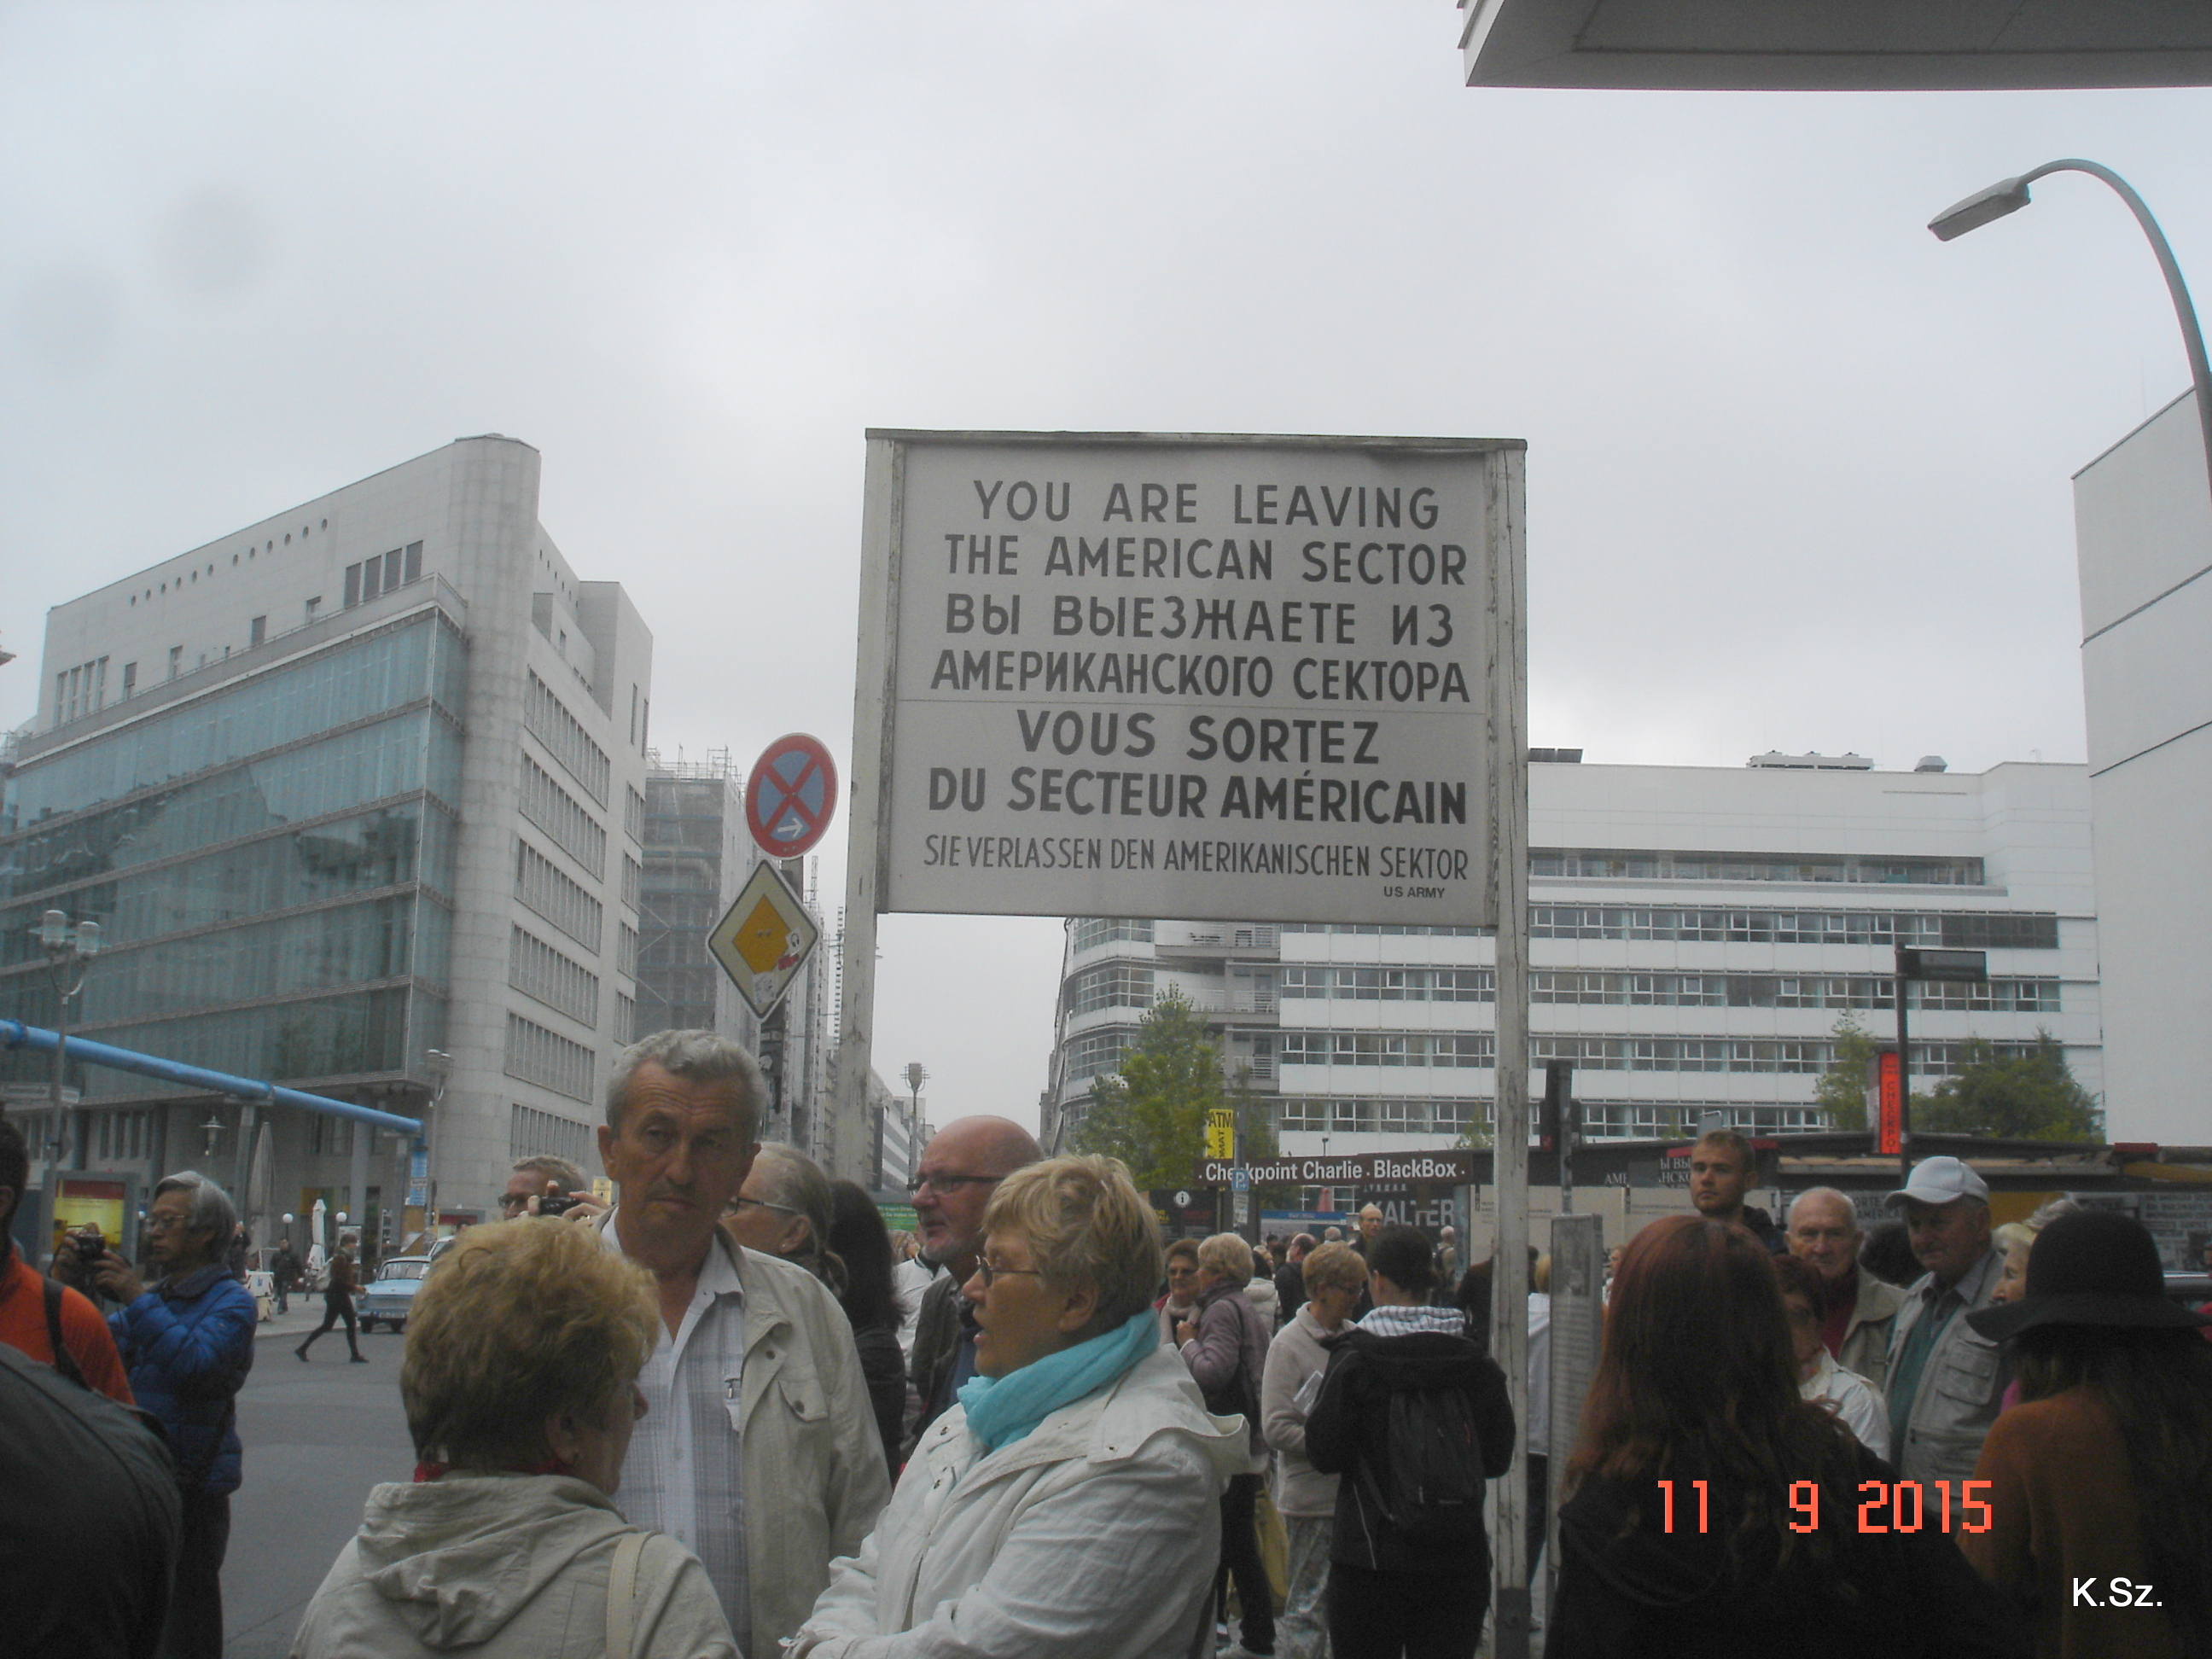 YOU ARE LEAVING
THE AMERICAN SECTOR
ВЫ ВЫЕЗЖАЕТЕ ИЗ
АМЕРИКАНСКОГО СЕКТОРА
VOUS SORTEZ
DU SECTEUR AMÉRICAIN
SIE VERLASSEN DEN AMERIKANISCHEN SEKTOR
US ARMY
ATM
Checkpoint Charlie · BlackBox ·
11 9 2015
K.Sz.